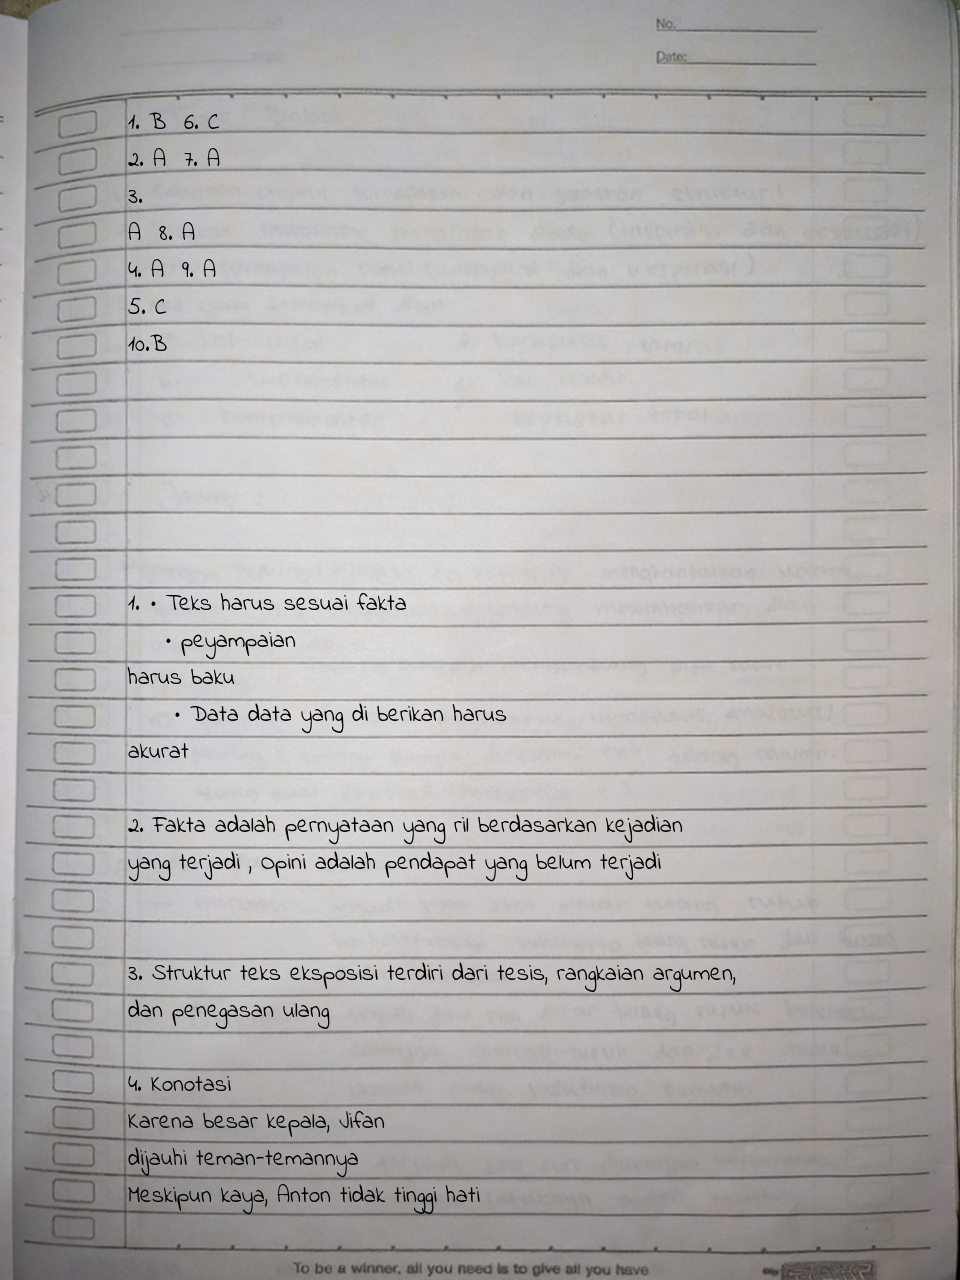 No.
Date:
1. B 6. C
2. A 7. A
3.
A 8. A
4. A 9. A
5. C
10. B
1. • Teks harus sesuai fakta
• peyampaian
harus baku
• Data data yang di berikan harus
akurat
2. Fakta adalah pernyataan yang ril berdasarkan kejadian
yang terjadi, Opini adalah pendapat yang belum terjadi
3. Struktur teks eksposisi terdiri dari tesis, rangkaian argumen,
dan penegasan ulang
4. Konotasi
Karena besar kepala, Jifan
dijauhi teman-temannya
Meskipun kaya, Anton tidak tinggi hati
To be a winner, all you need is to give all you have